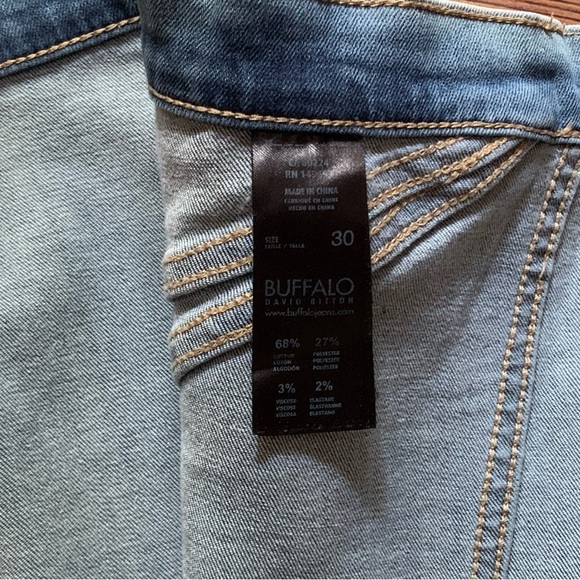 MADE IN CHINA
FABRIQUÉ EN CHINE
HECHO EN CHINA
SIZE
TAILLE / TALLA 30
BUFFALO
DAVID BITTON
www.buffalojeans.com
68% 27%
COTTON POLYESTER
COTON POLYESTER
ALGODÓN POLIÉSTER
3% 2%
VISCOSE ELASTANE
VISCOSE ÉLASTHANNE
VISCOSA ELASTANO